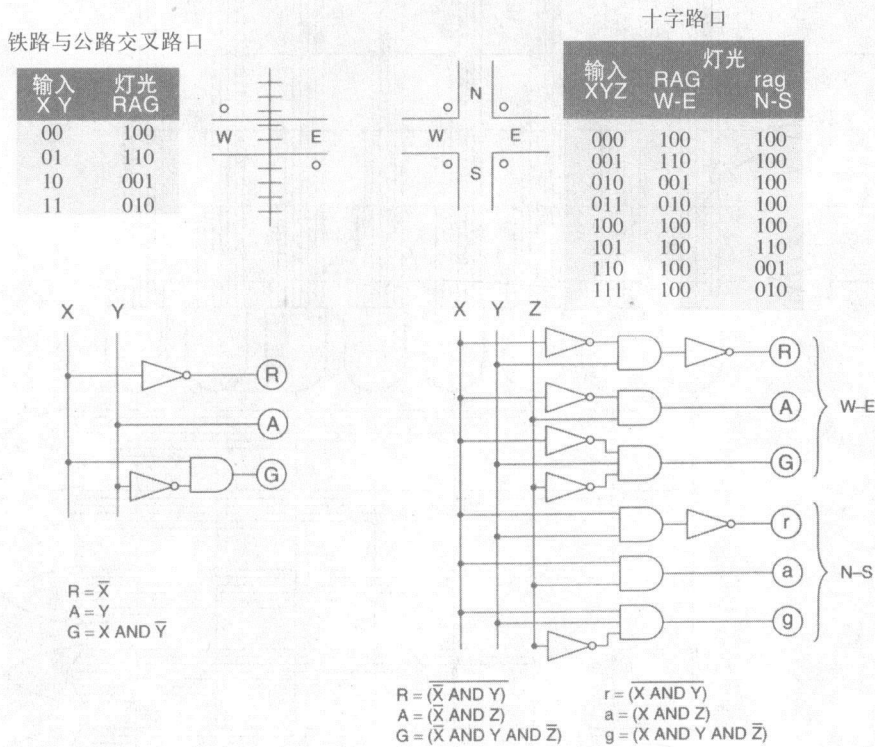 铁路与公路交叉路口
输入 灯光
X Y RAG
00 100
01 110
10 001
11 010
W E
N
W E
S
十字路口
输入 灯光
XYZ RAG rag
W-E N-S
000 100 100
001 110 100
010 001 100
011 010 100
100 100 100
101 100 110
110 100 001
111 100 010
X Y
R
A
G
R = X̅
A = Y
G = X AND Y̅
X Y Z
R
A
G
W–E
r
a
g
N–S
R = (X̅ AND Y)̅ r = (X AND Y)̅
A = (X̅ AND Z) a = (X AND Z)
G = (X̅ AND Y AND Z̅) g = (X AND Y AND Z̅)